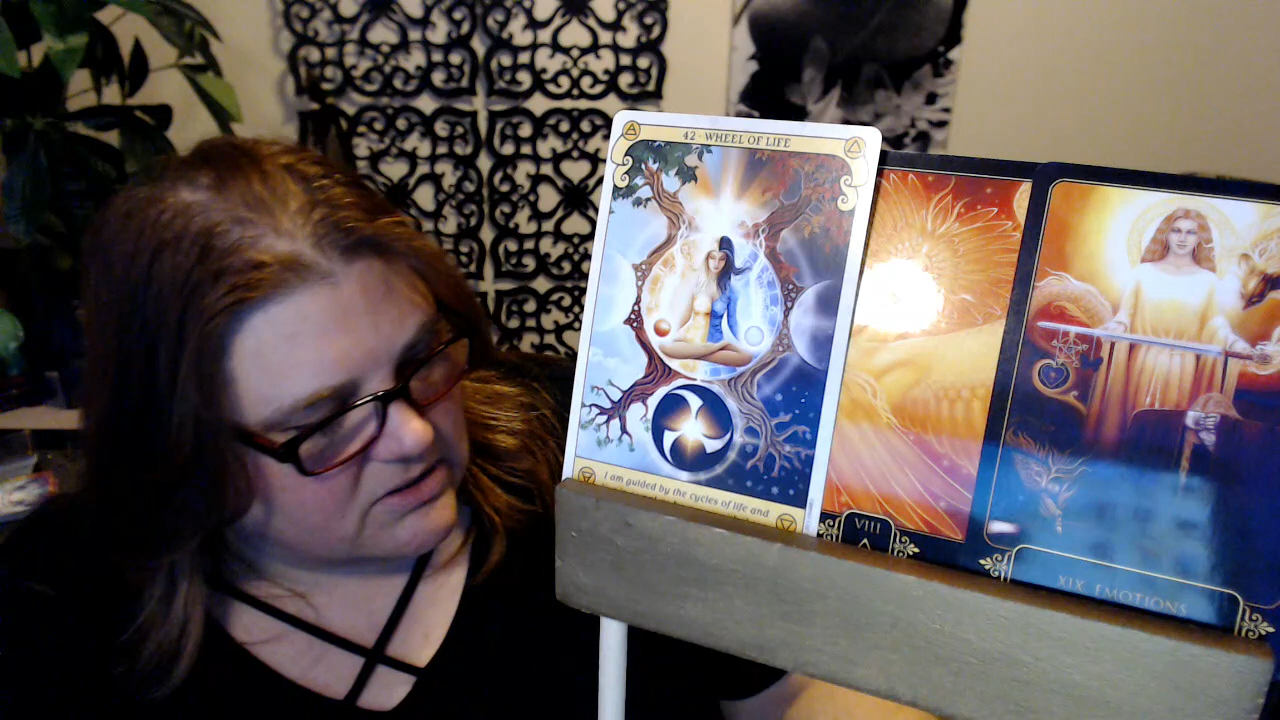 42 - WHEEL OF LIFE
I am guided by the cycles of life and
VIII
XIX EMOTIONS